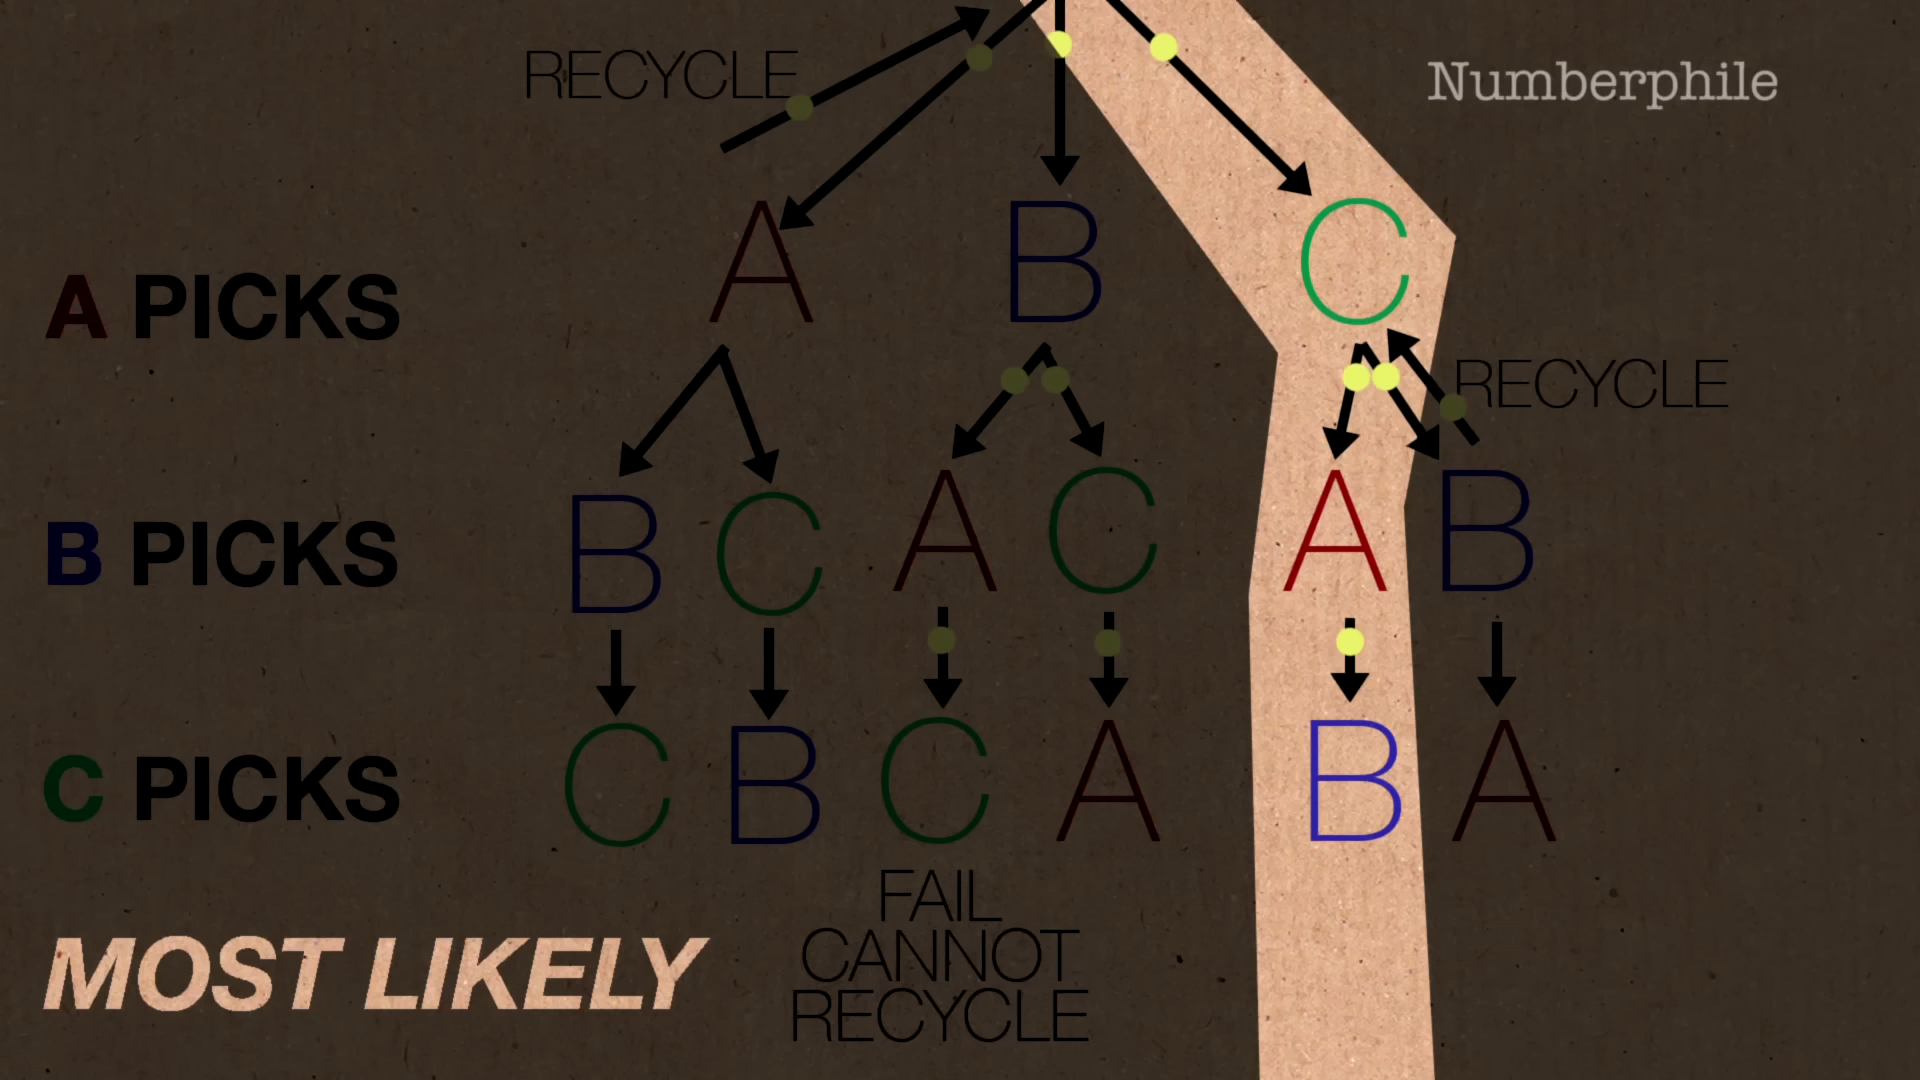 RECYCLE
Numberphile
A B C
A PICKS
RECYCLE
B C A C A B
B PICKS
C B C A B A
C PICKS
FAIL
CANNOT
RECYCLE
MOST LIKELY